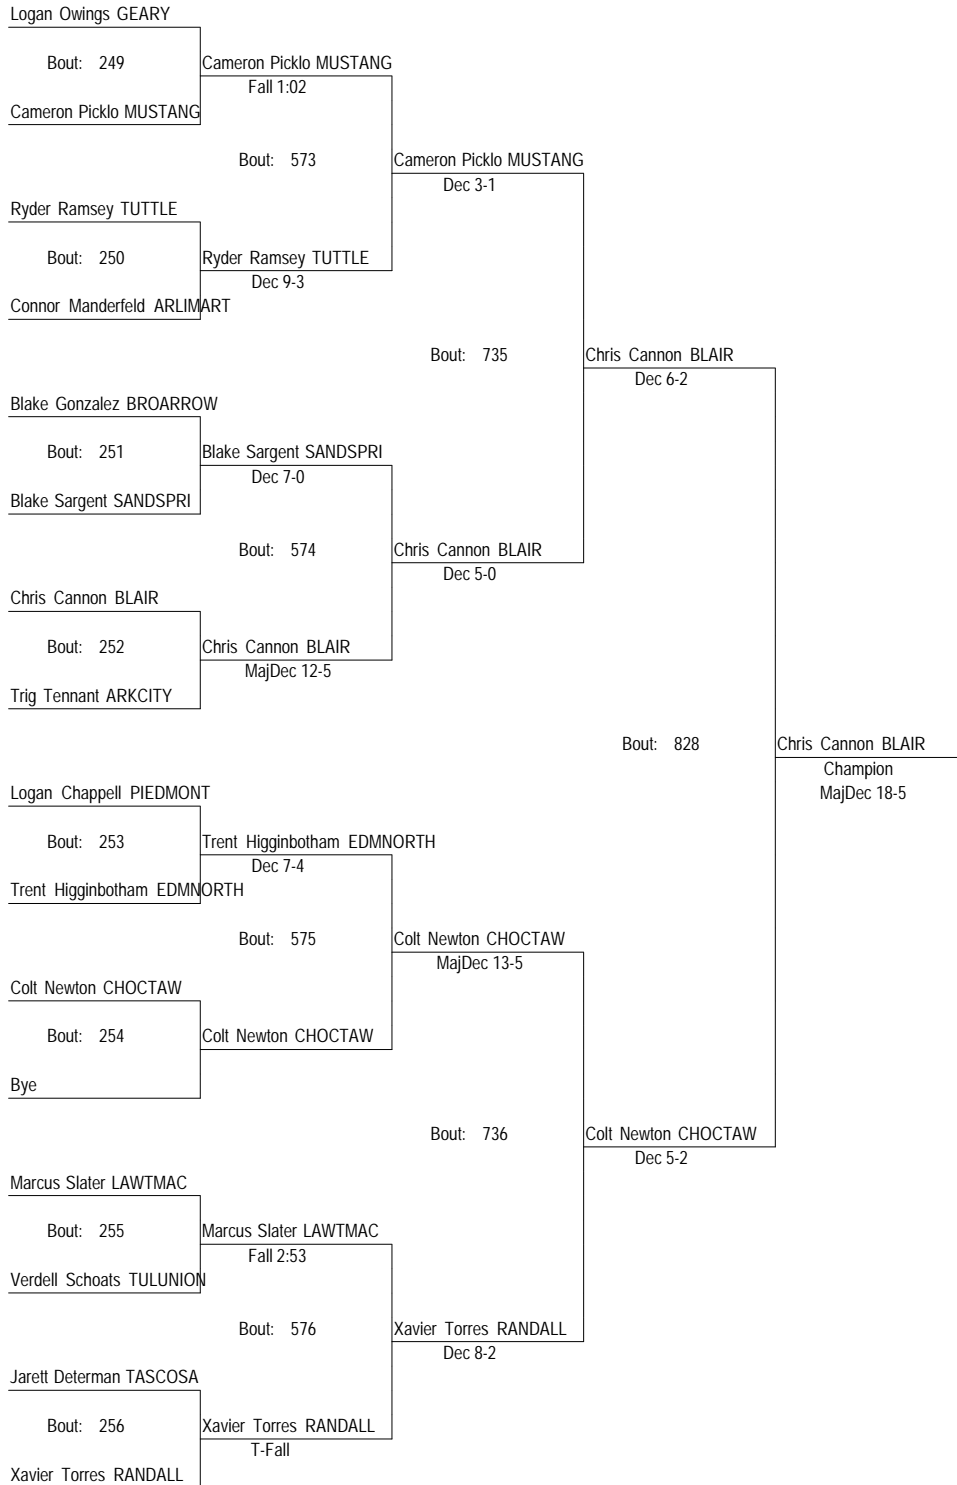 Logan Owings GEARY
Bout: 249
Cameron Picklo MUSTANG
Fall 1:02
Cameron Picklo MUSTANG
Bout: 573
Cameron Picklo MUSTANG
Dec 3-1
Ryder Ramsey TUTTLE
Bout: 250
Ryder Ramsey TUTTLE
Dec 9-3
Connor Manderfeld ARLIMART
Bout: 735
Chris Cannon BLAIR
Dec 6-2
Blake Gonzalez BROARROW
Bout: 251
Blake Sargent SANDSPRI
Dec 7-0
Blake Sargent SANDSPRI
Bout: 574
Chris Cannon BLAIR
Dec 5-0
Chris Cannon BLAIR
Bout: 252
Chris Cannon BLAIR
MajDec 12-5
Trig Tennant ARKCITY
Bout: 828
Chris Cannon BLAIR
Champion
MajDec 18-5
Logan Chappell PIEDMONT
Bout: 253
Trent Higginbotham EDMNORTH
Dec 7-4
Trent Higginbotham EDMNORTH
Bout: 575
Colt Newton CHOCTAW
MajDec 13-5
Colt Newton CHOCTAW
Bout: 254
Colt Newton CHOCTAW
Bye
Bout: 736
Colt Newton CHOCTAW
Dec 5-2
Marcus Slater LAWTMAC
Bout: 255
Marcus Slater LAWTMAC
Fall 2:53
Verdell Schoats TULUNION
Bout: 576
Xavier Torres RANDALL
Dec 8-2
Jarett Determan TASCOSA
Bout: 256
Xavier Torres RANDALL
T-Fall
Xavier Torres RANDALL